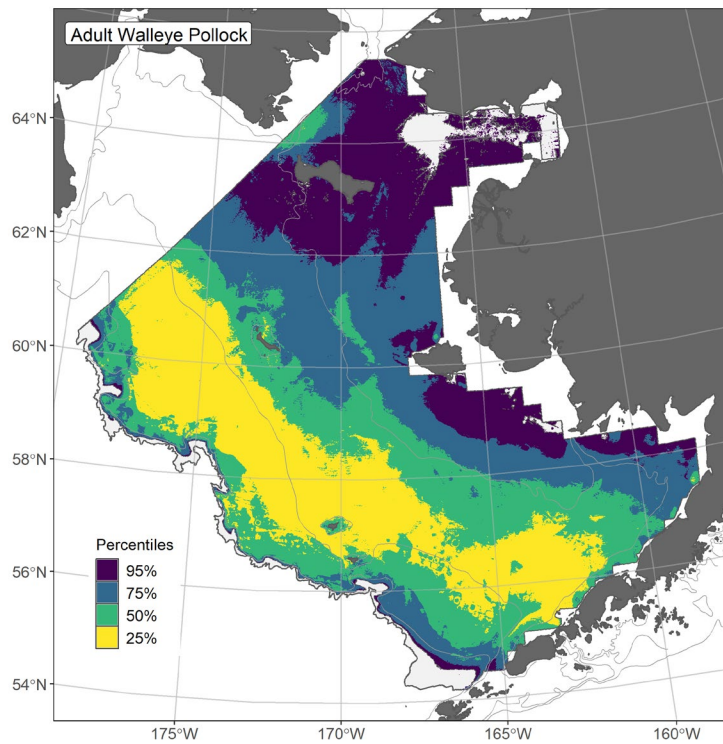 Adult Walleye Pollock
64°N
62°N
60°N
58°N
56°N
54°N
Percentiles
95%
75%
50%
25%
175°W
170°W
165°W
160°W